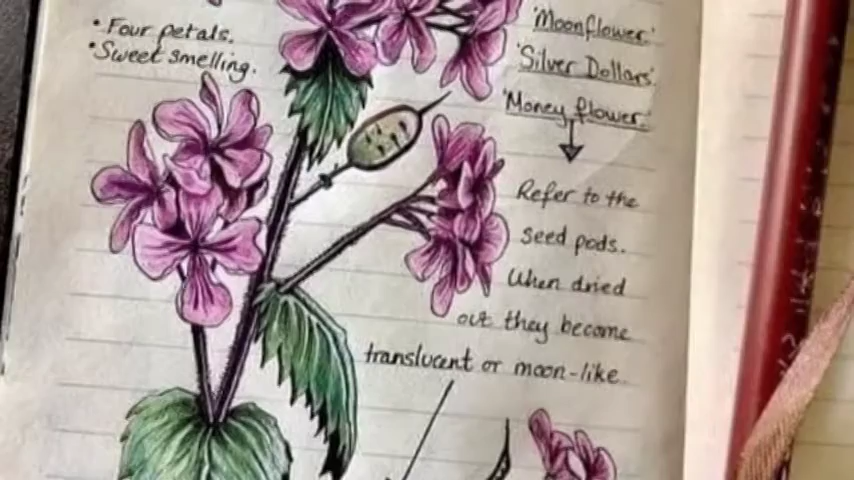 • Four petals.
• Sweet smelling.
'Moonflower.'
'Silver Dollars'.
'Money flower.'
Refer to the
seed pods.
When dried
out they become
translucent or moon-like.